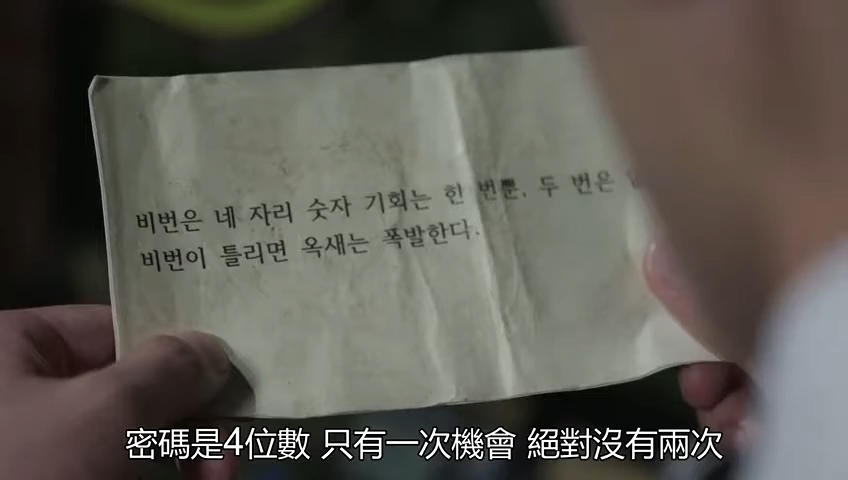 비번은 네 자리 숫자 기회는 한 번뿐, 두 번은
비번이 틀리면 옥새는 폭발한다.
密碼是4位數 只有一次機會 絕對沒有兩次